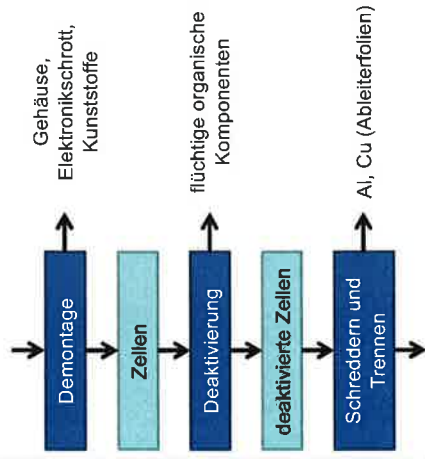 Demontage
Gehäuse,
Elektronikschrott,
Kunststoffe
Zellen
Deaktivierung
flüchtige organische
Komponenten
deaktivierte Zellen
Schreddern und
Trennen
Al, Cu (Ableiterfolien)